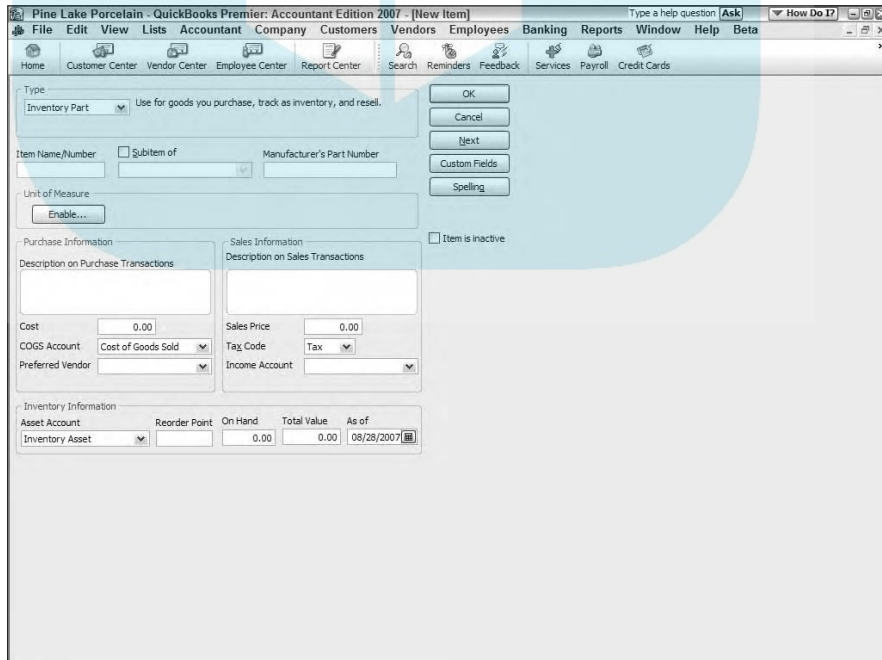 Pine Lake Porcelain - QuickBooks Premier: Accountant Edition 2007 - [New Item]
Type a help question Ask
How Do I?
File Edit View Lists Accountant Company Customers Vendors Employees Banking Reports Window Help Beta
Home Customer Center Vendor Center Employee Center Report Center Search Reminders Feedback Services Payroll Credit Cards
Type
Inventory Part
Use for goods you purchase, track as inventory, and resell.
OK
Cancel
Next
Custom Fields
Spelling
Item Name/Number
Subitem of
Manufacturer's Part Number
Unit of Measure
Enable...
Item is inactive
Purchase Information
Description on Purchase Transactions
Cost 0.00
COGS Account Cost of Goods Sold
Preferred Vendor
Sales Information
Description on Sales Transactions
Sales Price 0.00
Tax Code Tax
Income Account
Inventory Information
Asset Account Reorder Point On Hand Total Value As of
Inventory Asset 0.00 0.00 08/28/2007